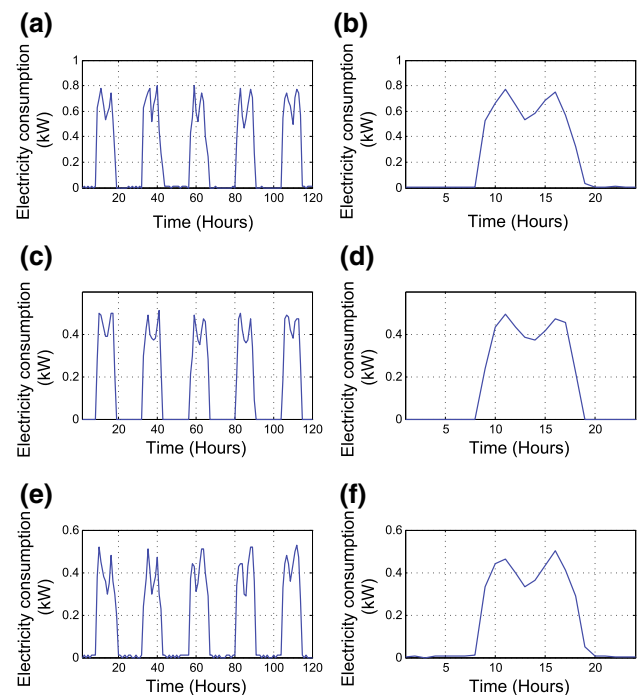 (a)
Electricity consumption
(kW)
1
0.8
0.6
0.4
0.2
0
20 40 60 80 100 120
Time (Hours)
(b)
Electricity consumption
(kW)
1
0.8
0.6
0.4
0.2
0
5 10 15 20
Time (Hours)
(c)
Electricity consumption
(kW)
0.4
0.2
0
20 40 60 80 100 120
Time (Hours)
(d)
Electricity consumption
(kW)
0.4
0.2
0
5 10 15 20
Time (Hours)
(e)
Electricity consumption
(kW)
0.6
0.4
0.2
0
20 40 60 80 100 120
Time (Hours)
(f)
Electricity consumption
(kW)
0.6
0.4
0.2
0
5 10 15 20
Time (Hours)